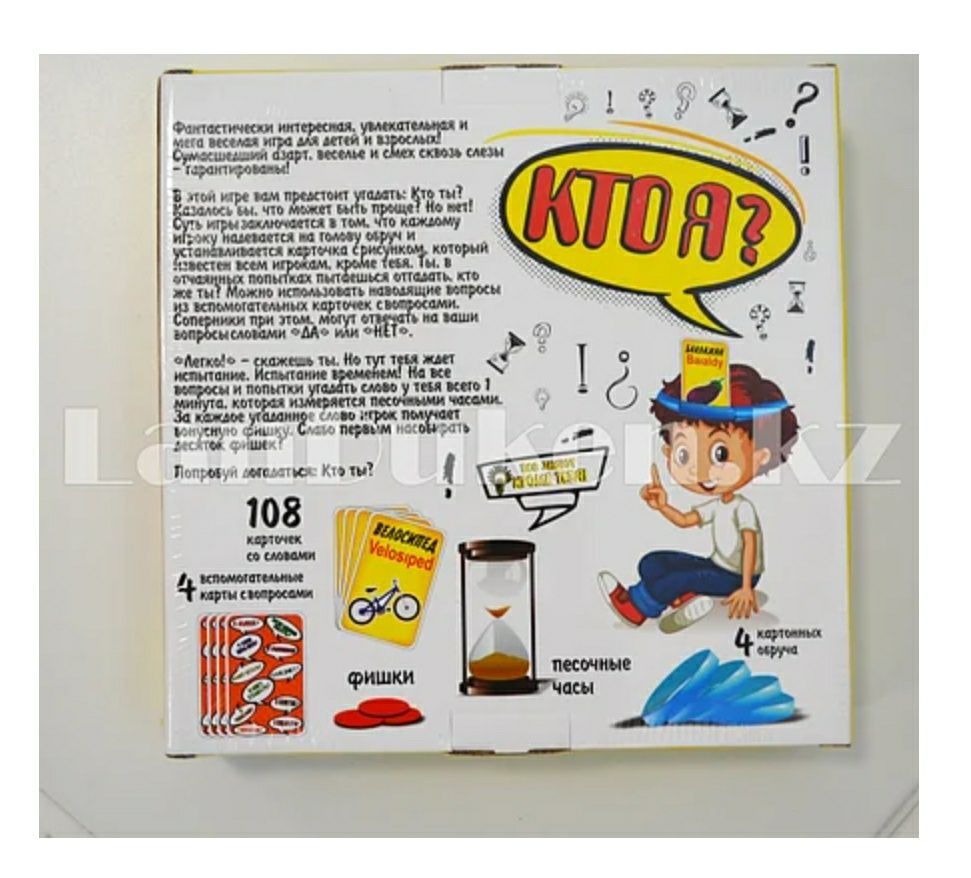 Фантастически интересная, увлекательная и
мега веселая игра для детей и взрослых!
Сумасшедший азарт, веселье и смех сквозь слезы
– гарантированы!
В этой игре вам предстоит угадать: Кто ты?
Казалось бы, что может быть проще? Но нет!
Суть игры заключается в том, что каждому
игроку надевается на голову обруч и
устанавливается карточка с рисунком, который
известен всем игрокам, кроме тебя. Ты, в
отчаянных попытках пытаешься отгадать, кто
же ты? Можно использовать наводящие вопросы
из вспомогательных карточек с вопросами.
Соперники при этом, могут отвечать на ваши
вопросы словами «ДА» или «НЕТ».
«Легко!» – скажешь ты. Но тут тебя ждет
испытание. Испытание временем! На все
вопросы и попытки угадать слово у тебя всего 1
минута, которая измеряется песочными часами.
За каждое угаданное слово игрок получает
бонусную фишку. Слабо первым насобирать
десяток фишек?
Попробуй догадаться: Кто ты?
КТО Я?
Baialdy
LanDuken.kz
108
карточек
со словами
4 вспомогательные
карты с вопросами
ВЕЛОСИПЕД
Velosiped
фишки
песочные
часы
4 картонных
обруча